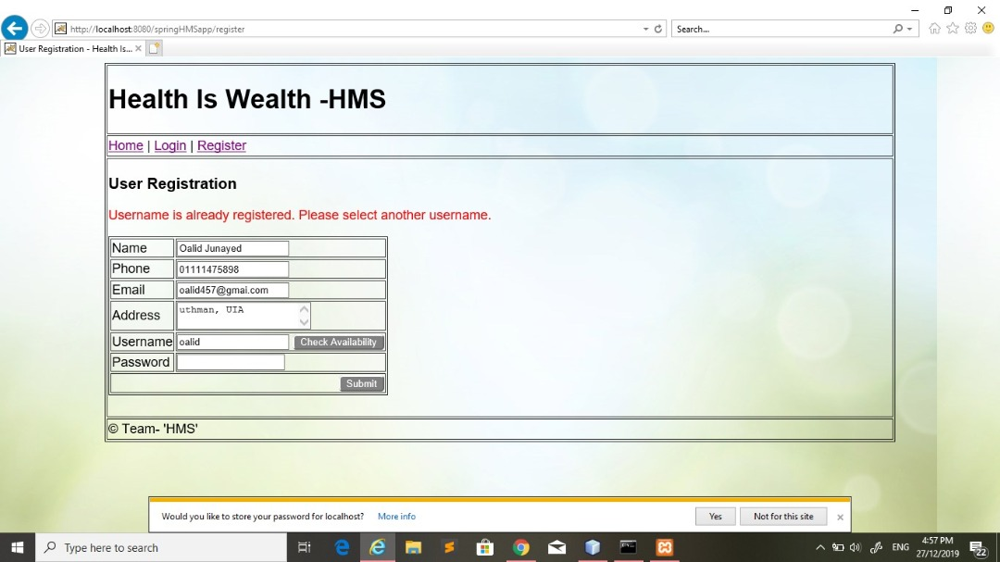 http://localhost:8080/springHMSapp/register
Search...
User Registration - Health Is...
Health Is Wealth -HMS
Home | Login | Register
User Registration
Username is already registered. Please select another username.
Name Oalid Junayed
Phone 01111475898
Email oalid457@gmai.com
Address uthman, UIA
Username oalid Check Availability
Password
Submit
© Team- 'HMS'
Would you like to store your password for localhost? More info Yes Not for this site ×
Type here to search
ENG
4:57 PM
27/12/2019
22